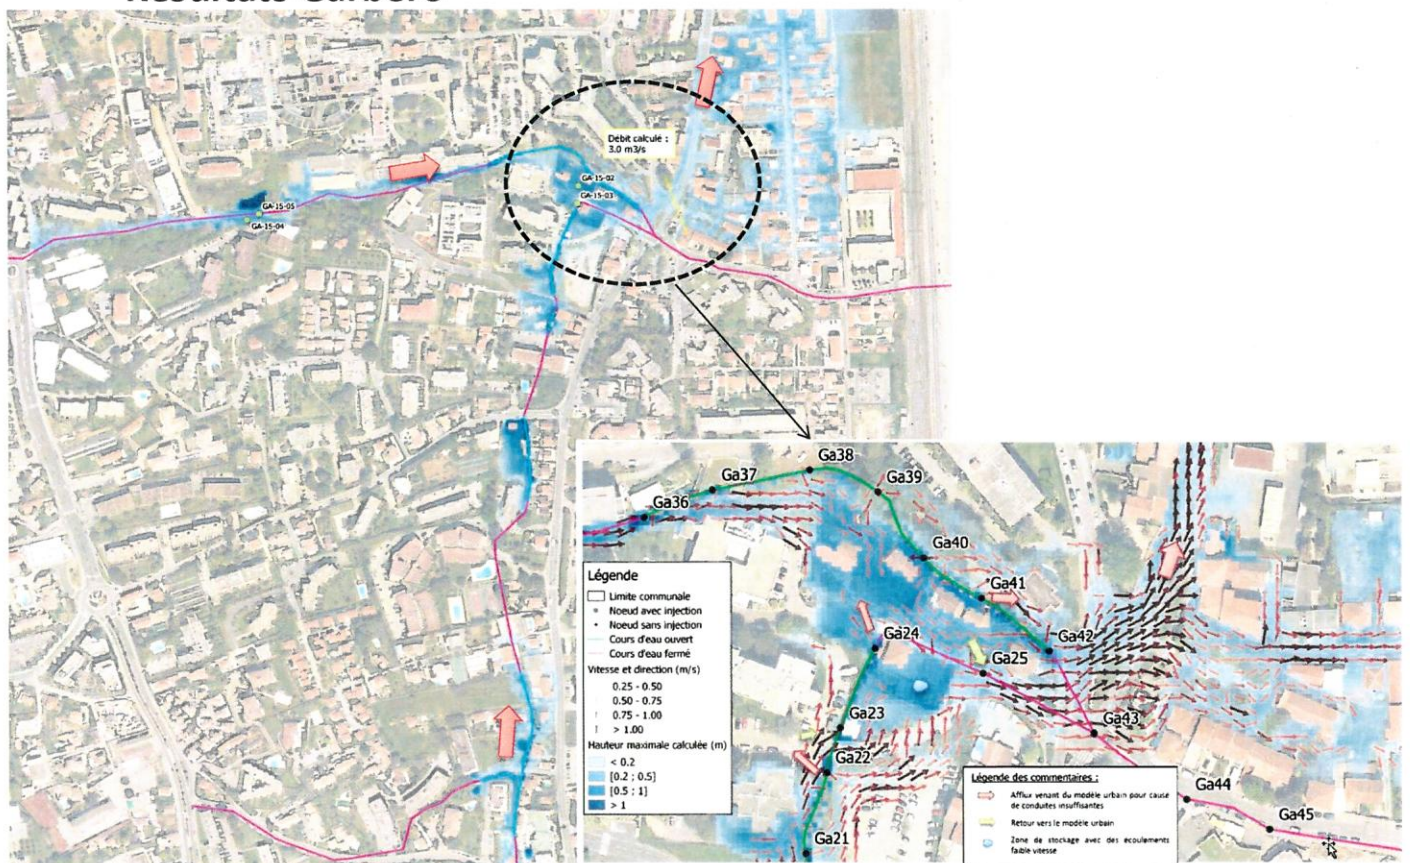 Débit calculé :
3.0 m3/s
GA-15-02
GA-15-03
GA-15-05
GA-15-04
Ga38
Ga37
Ga39
Ga36
Ga40
Ga41
Ga42
Ga24
Ga25
Ga23
Ga43
Ga22
Ga44
Ga45
Ga21
Légende
Limite communale
Noeud avec injection
Noeud sans injection
Cours d'eau ouvert
Cours d'eau fermé
Vitesse et direction (m/s)
0.25 - 0.50
0.50 - 0.75
0.75 - 1.00
> 1.00
Hauteur maximale calculée (m)
< 0.2
[0.2 ; 0.5]
[0.5 ; 1]
> 1
Légende des commentaires :
Afflux venant du modèle urbain pour cause
de conduites insuffisantes
Retour vers le modèle urbain
Zone de stockage avec des ecoulements
faible vitesse